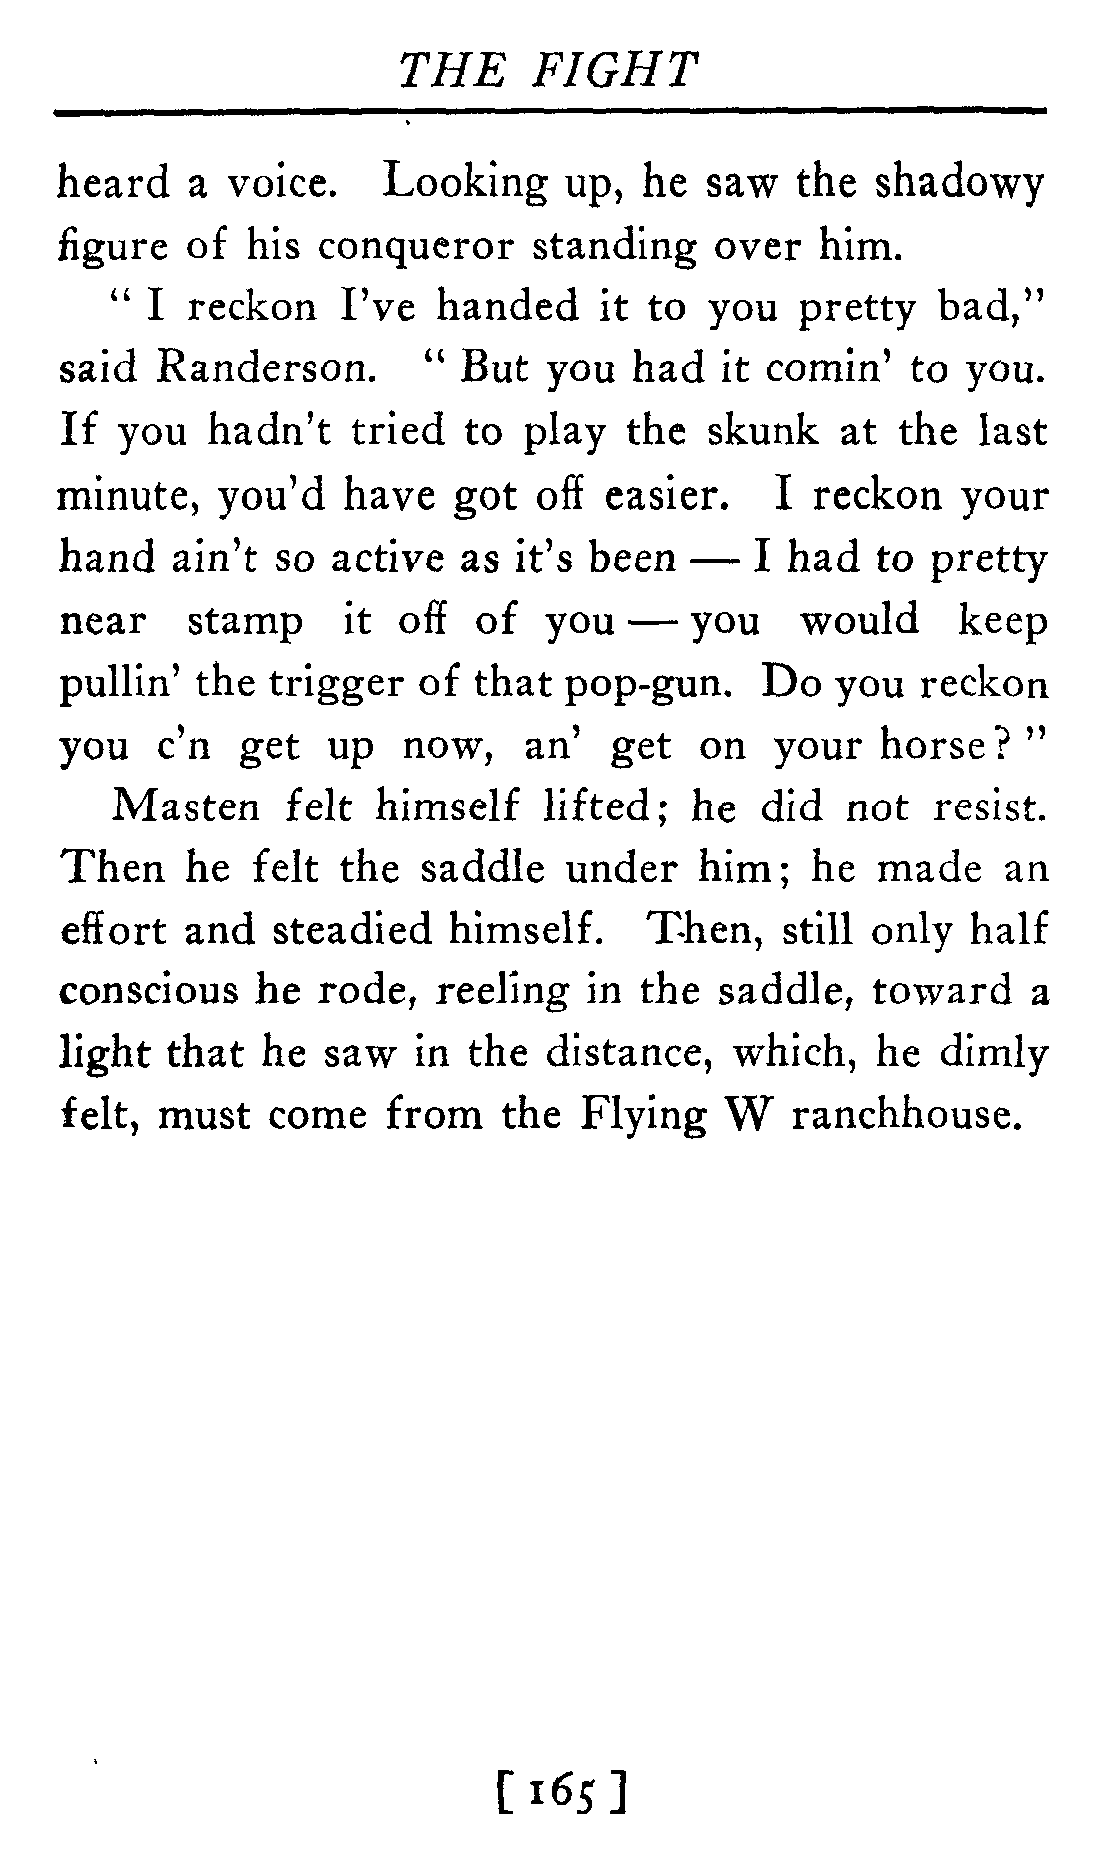 THE FIGHT
heard a voice. Looking up, he saw the shadowy
figure of his conqueror standing over him.
" I reckon I've handed it to you pretty bad,"
said Randerson. " But you had it comin' to you.
If you hadn't tried to play the skunk at the last
minute, you'd have got off easier. I reckon your
hand ain't so active as it's been — I had to pretty
near stamp it off of you — you would keep
pullin' the trigger of that pop-gun. Do you reckon
you c'n get up now, an' get on your horse ? "
Masten felt himself lifted; he did not resist.
Then he felt the saddle under him; he made an
effort and steadied himself. Then, still only half
conscious he rode, reeling in the saddle, toward a
light that he saw in the distance, which, he dimly
felt, must come from the Flying W ranchhouse.
[ 165 ]